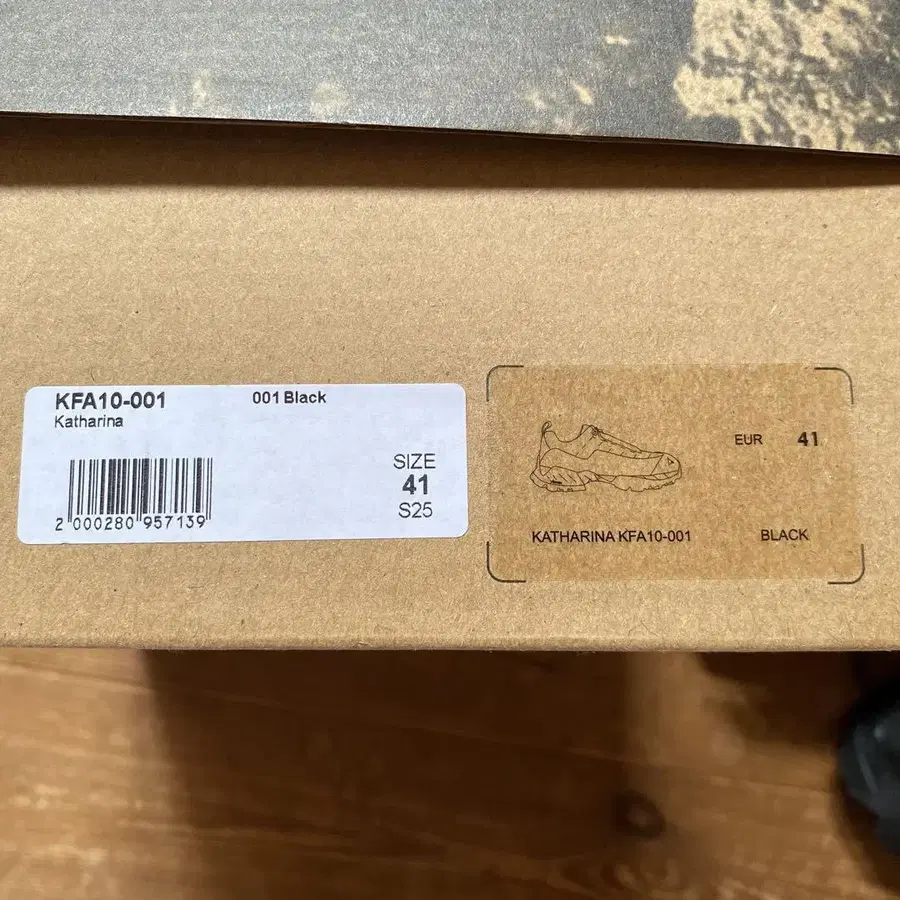 KFA10-001 001 Black
Katharina
SIZE
41
S25
2 000280 957139
EUR 41
KATHARINA KFA10-001 BLACK